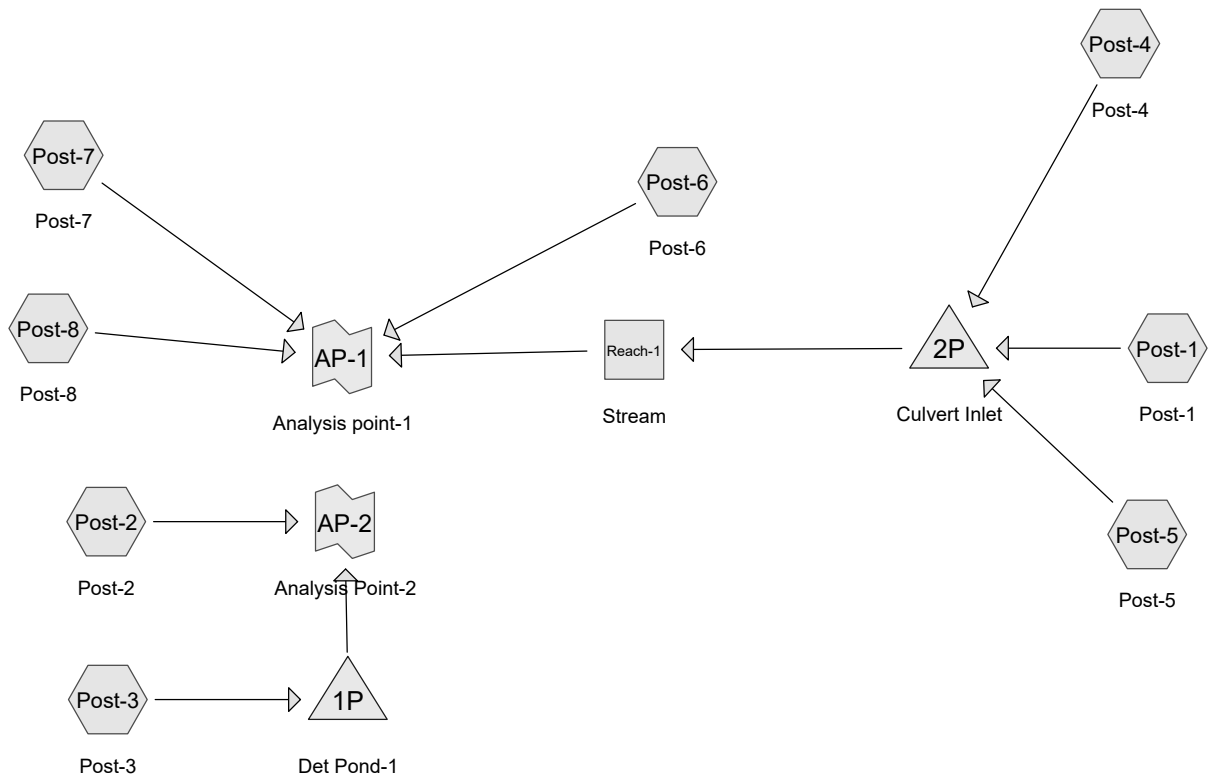 Post-4
Post-4
Post-7
Post-7
Post-6
Post-6
Post-8
Post-8
AP-1
Analysis point-1
Reach-1
Stream
2P
Culvert Inlet
Post-1
Post-1
Post-2
Post-2
AP-2
Analysis Point-2
Post-5
Post-5
Post-3
Post-3
1P
Det Pond-1